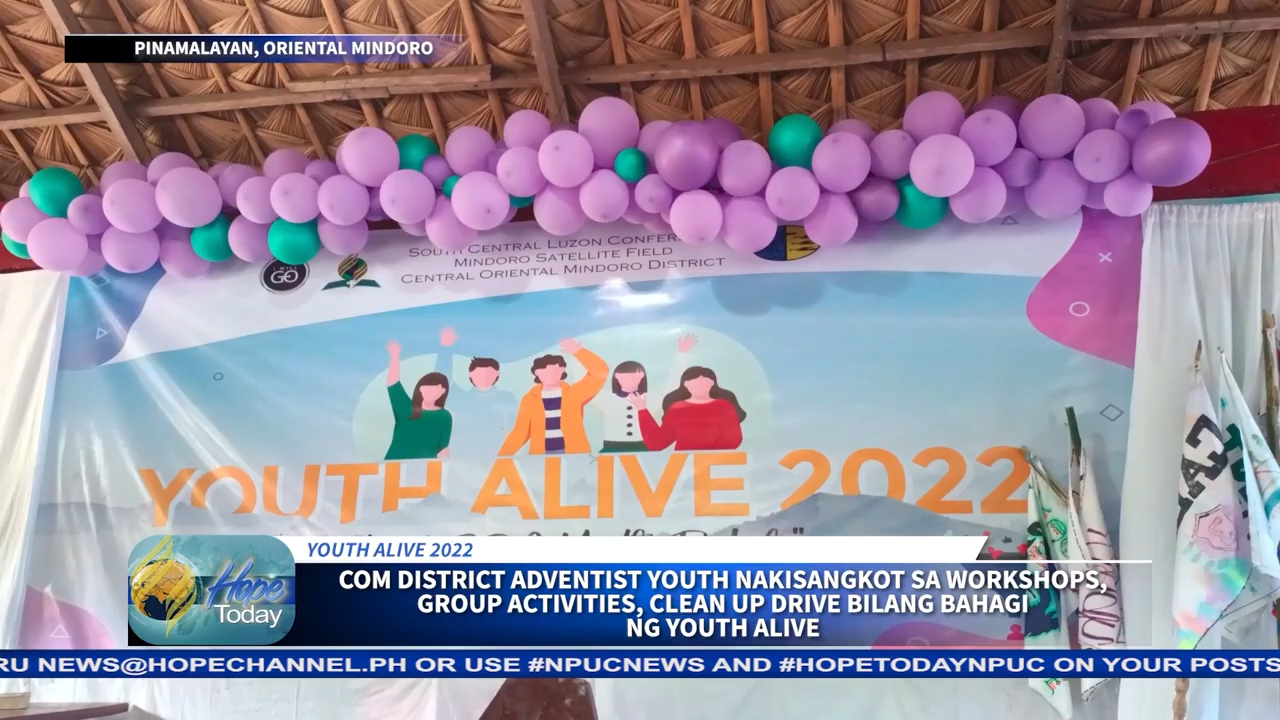 PINAMALAYAN, ORIENTAL MINDORO
SOUTH CENTRAL LUZON
MINDORO SATELLITE FIELD
CENTRAL ORIENTAL MINDORO DISTRICT
I WILL
GO
YOUTH ALIVE 2022
YOUTH ALIVE 2022
Hope
Today
COM DISTRICT ADVENTIST YOUTH NAKISANGKOT SA WORKSHOPS,
GROUP ACTIVITIES, CLEAN UP DRIVE BILANG BAHAGI
NG YOUTH ALIVE
NEWS@HOPECHANNEL.PH OR USE #NPUCNEWS AND #HOPETODAYNPUC ON YOUR POSTS